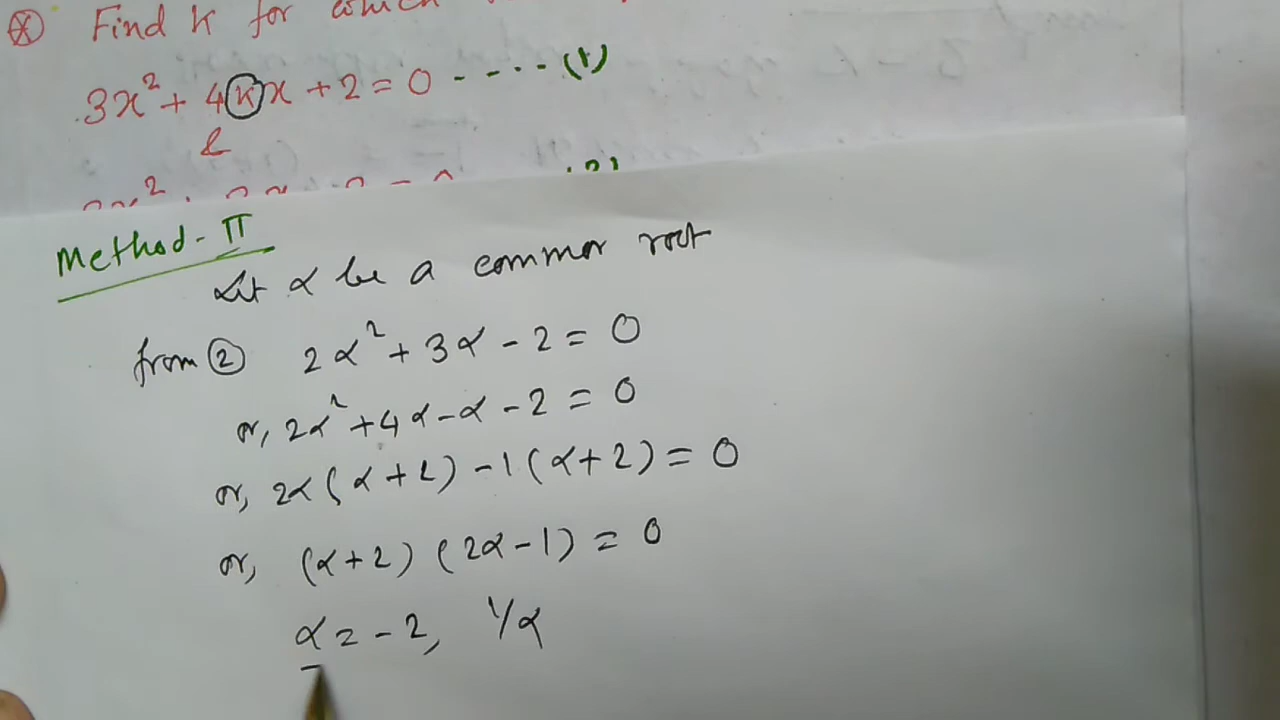 Find k for which
3x² + 4kx + 2 = 0 ---- (1)
&
Method - II
Let α be a common root
from ② 2α² + 3α - 2 = 0
or, 2α² + 4α - α - 2 = 0
or, 2α(α + 2) - 1(α + 2) = 0
or, (α + 2) (2α - 1) = 0
α = -2, 1/α